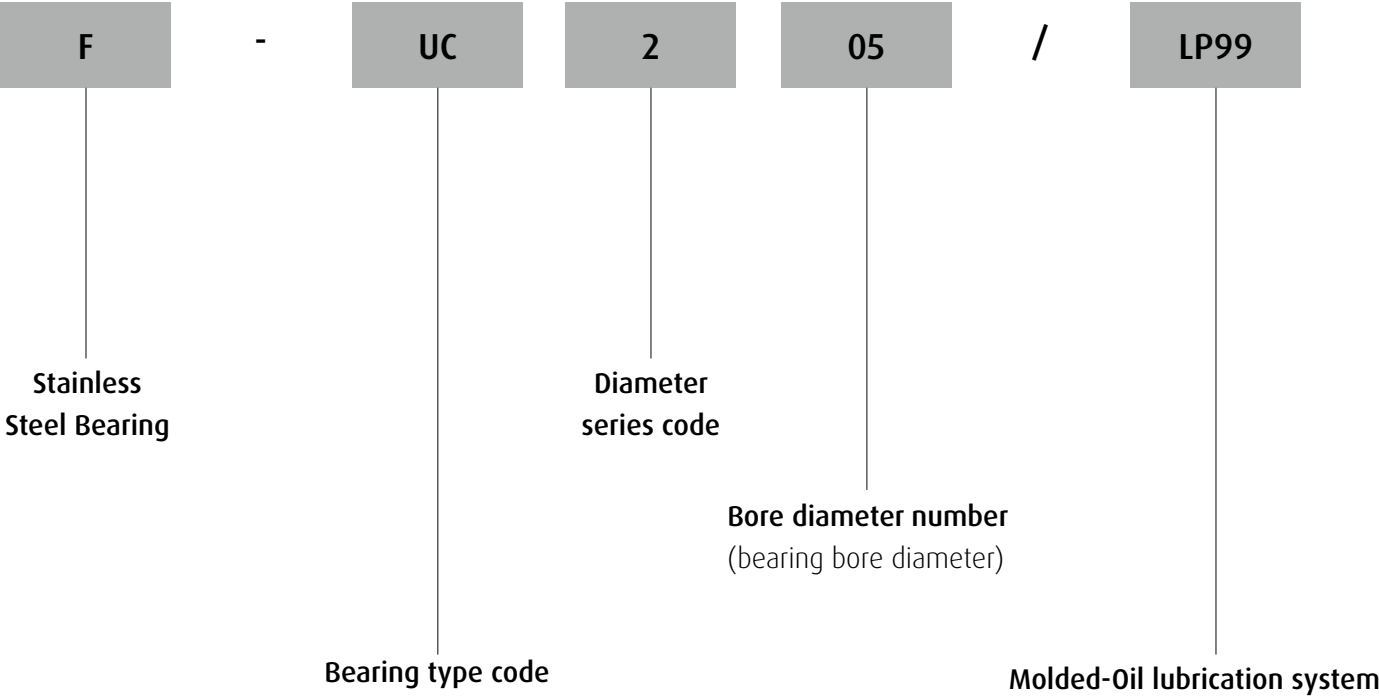 F - UC 2 05 / LP99
Stainless
Steel Bearing
Diameter
series code
Bore diameter number
(bearing bore diameter)
Bearing type code
Molded-Oil lubrication system